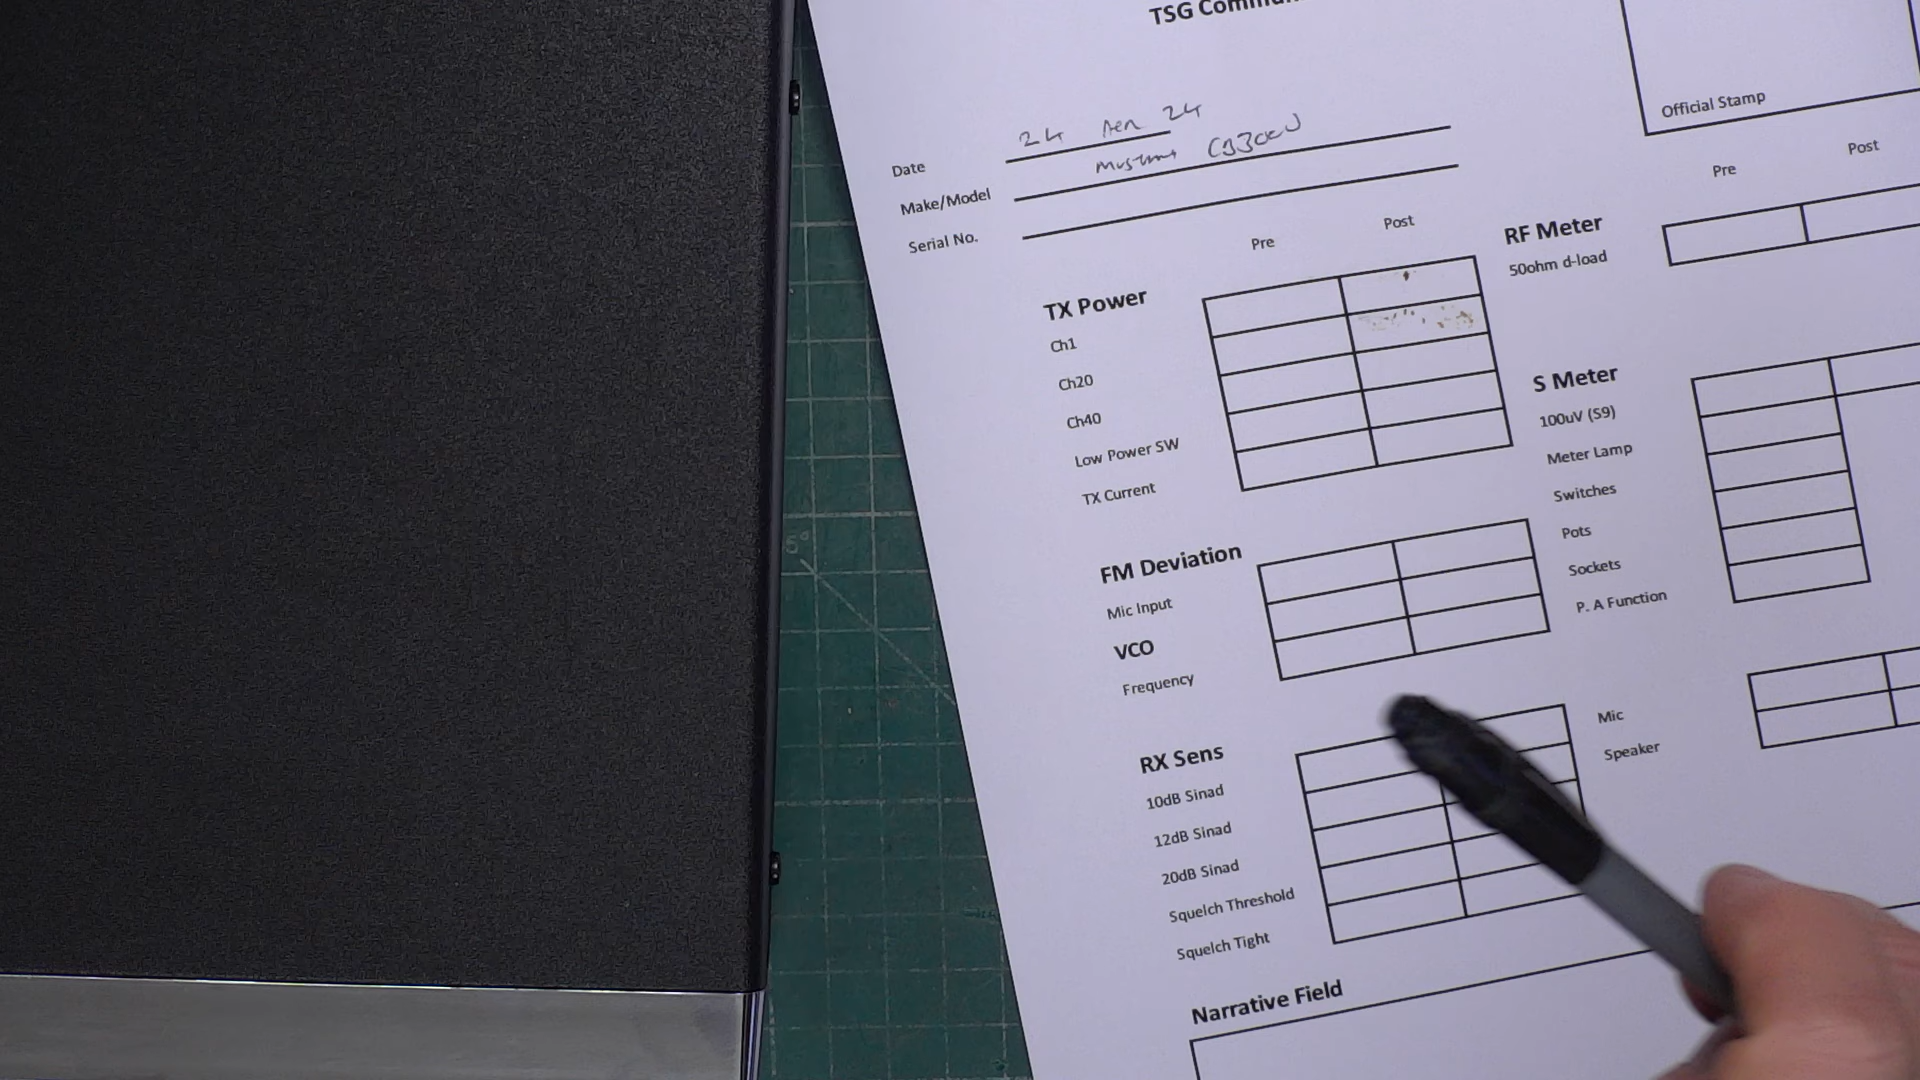 TSG
Official Stamp
Date 24 Apr 24
Make/Model
Serial No.
Pre Post
TX Power
Ch1
Ch20
Ch40
Low Power SW
TX Current
FM Deviation
Mic Input
VCO
Frequency
RX Sens
10dB Sinad
12dB Sinad
20dB Sinad
Squelch Threshold
Squelch Tight
Narrative Field
Pre Post
RF Meter
50ohm d-load
S Meter
100uV (S9)
Meter Lamp
Switches
Pots
Sockets
P. A Function
Mic
Speaker
5°